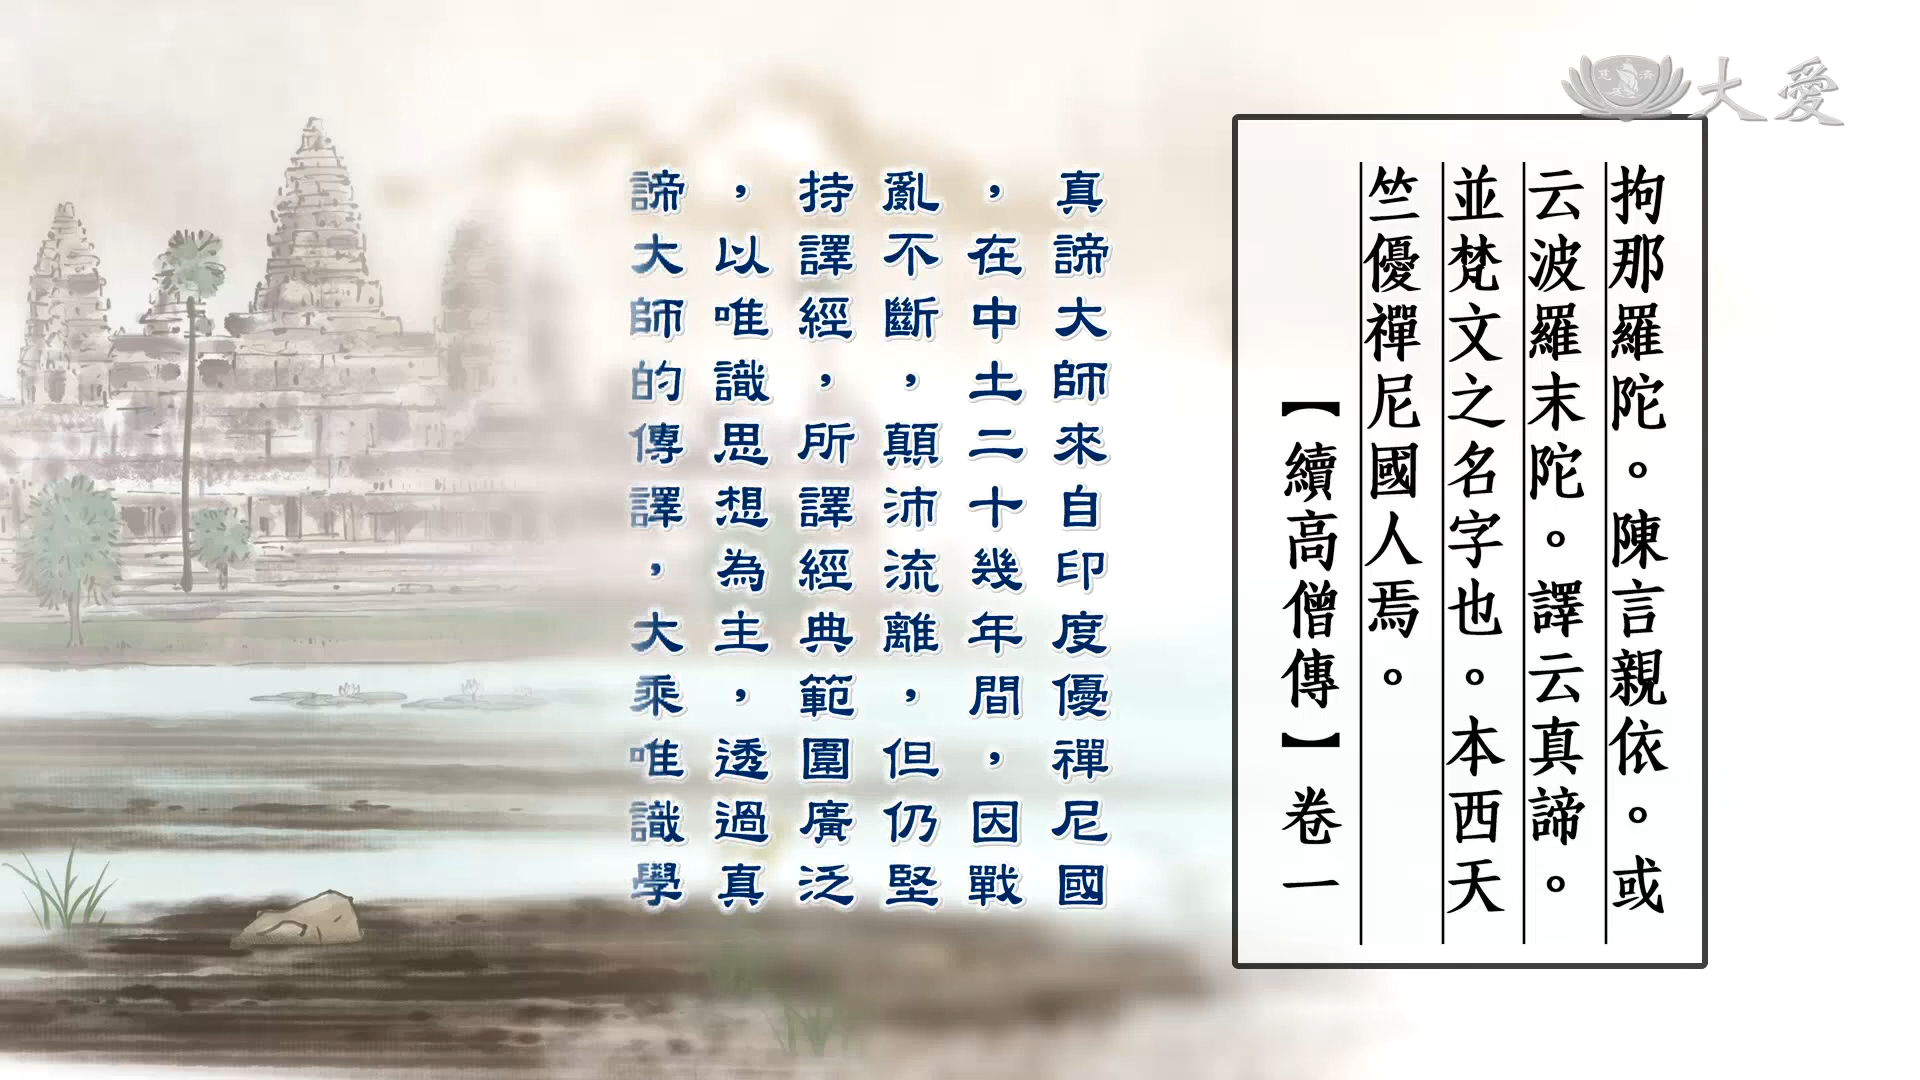 大愛
慈濟
拘那羅陀。陳言親依。或
云波羅末陀。譯云真諦。
並梵文之名字也。本西天
竺優禪尼國人焉。
【續高僧傳】卷一
真諦大師來自印度優禪尼國
，在中土二十幾年間，因戰
亂不斷，顛沛流離，但仍堅
持譯經，所譯經典範圍廣泛
，以唯識思想為主，透過真
諦大師的傳譯，大乘唯識學